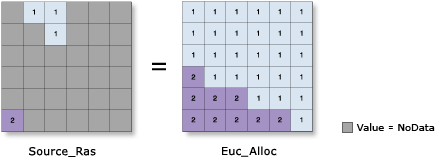 1 1
1
2
Source_Ras
=
1 1 1 1 1 1
1 1 1 1 1 1
1 1 1 1 1 1
2 1 1 1 1 1
2 2 2 1 1 1
2 2 2 2 2 1
Euc_Alloc
Value = NoData